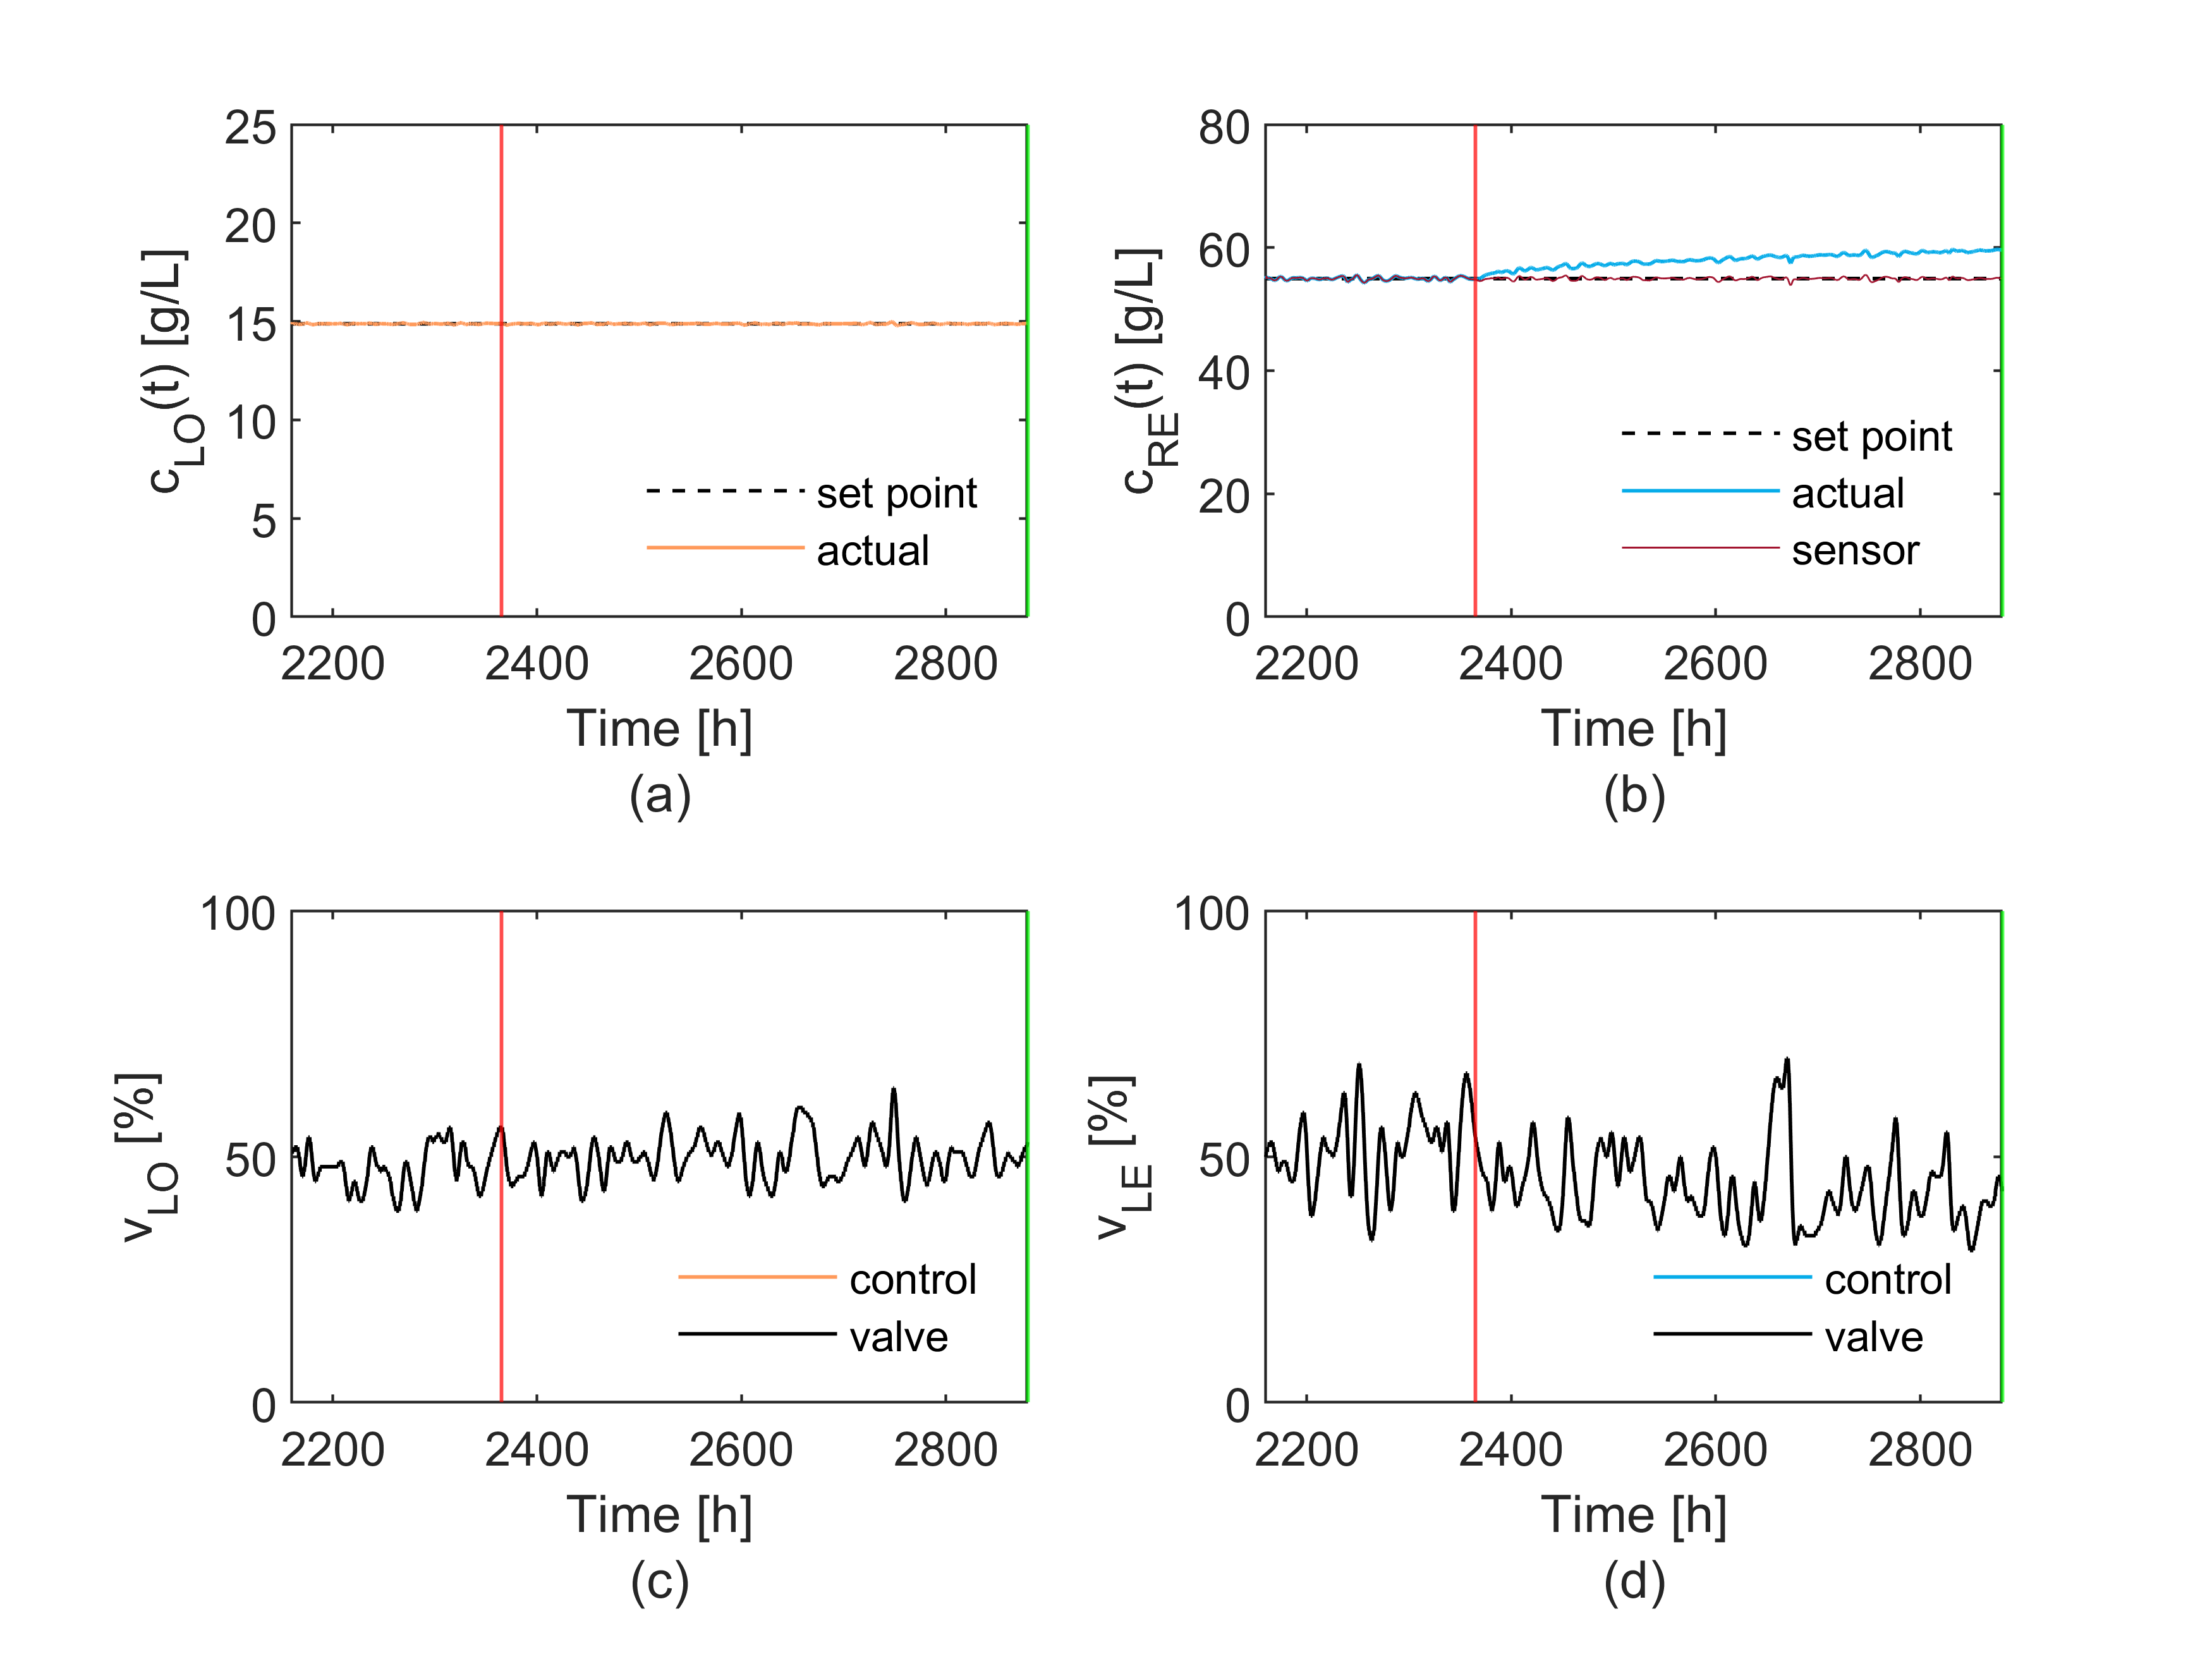 c_LO(t) [g/L]
25
20
15
10
5
0
set point
actual
2200 2400 2600 2800
Time [h]
(a)
c_RE(t) [g/L]
80
60
40
20
0
set point
actual
sensor
2200 2400 2600 2800
Time [h]
(b)
v_LO [%]
100
50
0
control
valve
2200 2400 2600 2800
Time [h]
(c)
v_LE [%]
100
50
0
control
valve
2200 2400 2600 2800
Time [h]
(d)